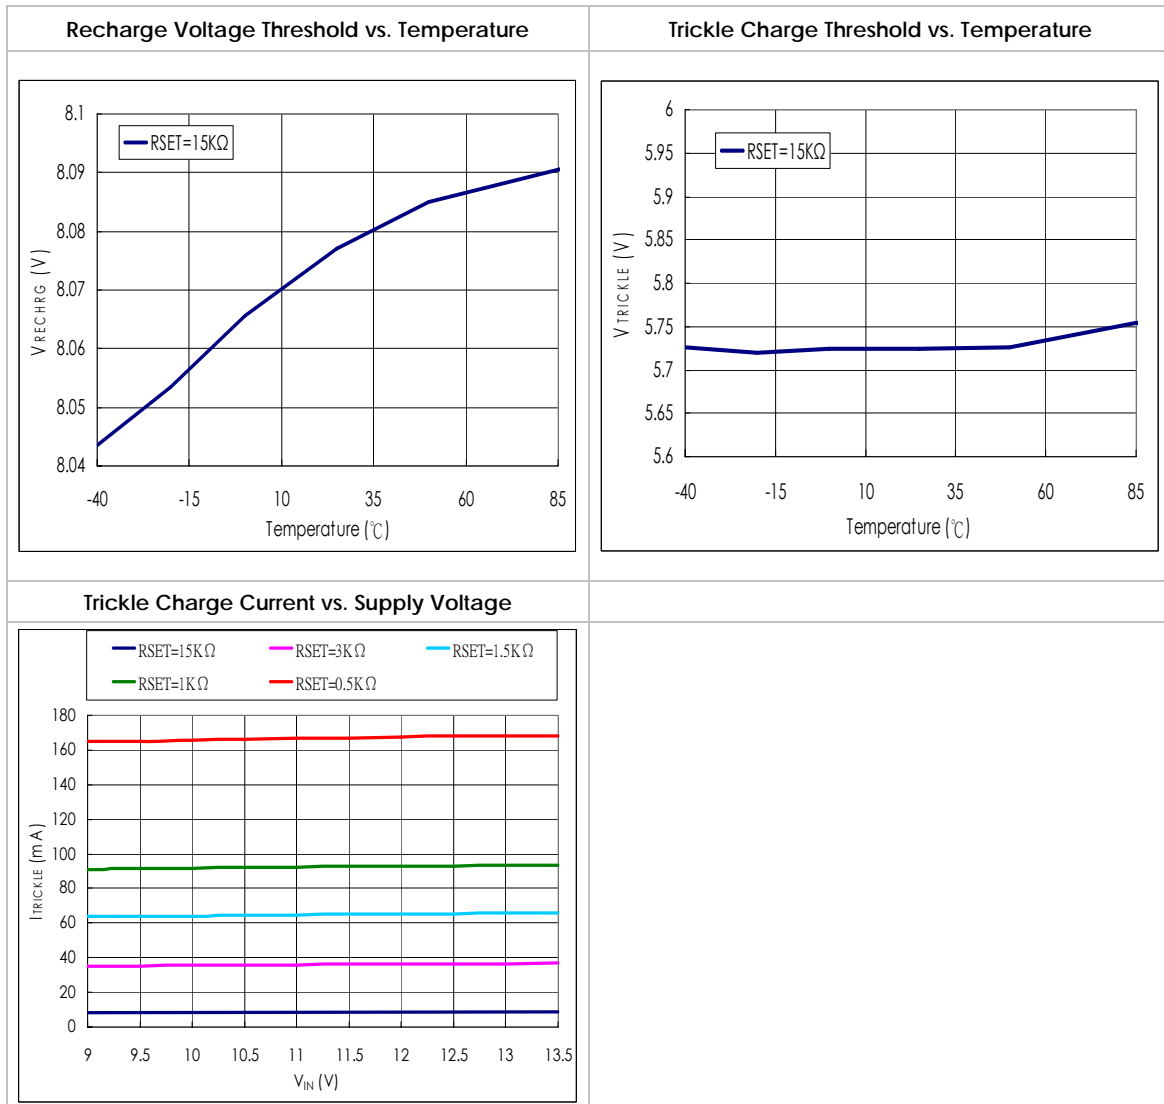 Recharge Voltage Threshold vs. Temperature
8.1
8.09
8.08
8.07
8.06
8.05
8.04
VRECHRG (V)
RSET=15KΩ
-40 -15 10 35 60 85
Temperature (℃)
Trickle Charge Threshold vs. Temperature
6
5.95
5.9
5.85
5.8
5.75
5.7
5.65
5.6
VTRICKLE (V)
RSET=15KΩ
-40 -15 10 35 60 85
Temperature (℃)
Trickle Charge Current vs. Supply Voltage
RSET=15KΩ RSET=3KΩ RSET=1.5KΩ
RSET=1KΩ RSET=0.5KΩ
180
160
140
120
100
80
60
40
20
0
ITRICKLE (mA)
9 9.5 10 10.5 11 11.5 12 12.5 13 13.5
VIN (V)